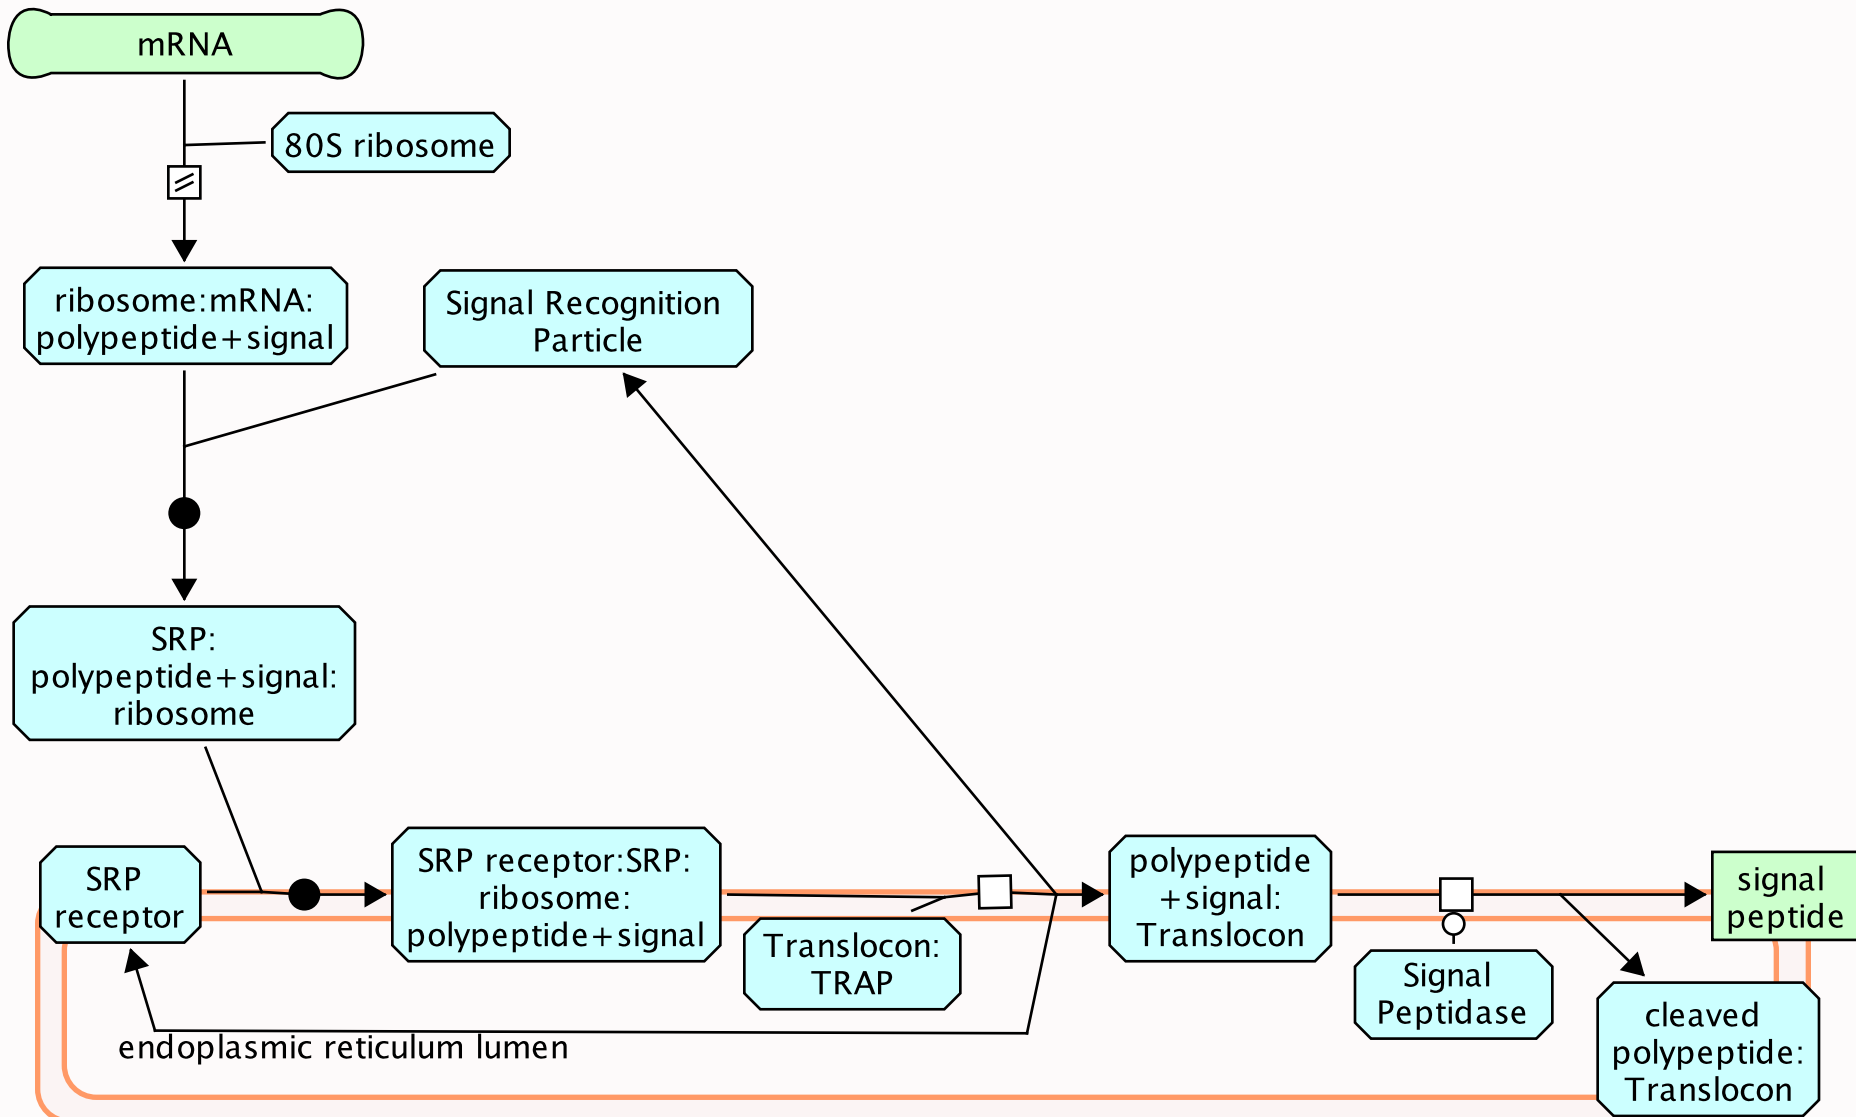 mRNA
80S ribosome
ribosome:mRNA:
polypeptide+signal
Signal Recognition
Particle
SRP:
polypeptide+signal:
ribosome
SRP
receptor
SRP receptor:SRP:
ribosome:
polypeptide+signal
Translocon:
TRAP
polypeptide
+signal:
Translocon
Signal
Peptidase
signal
peptide
cleaved
polypeptide:
Translocon
endoplasmic reticulum lumen